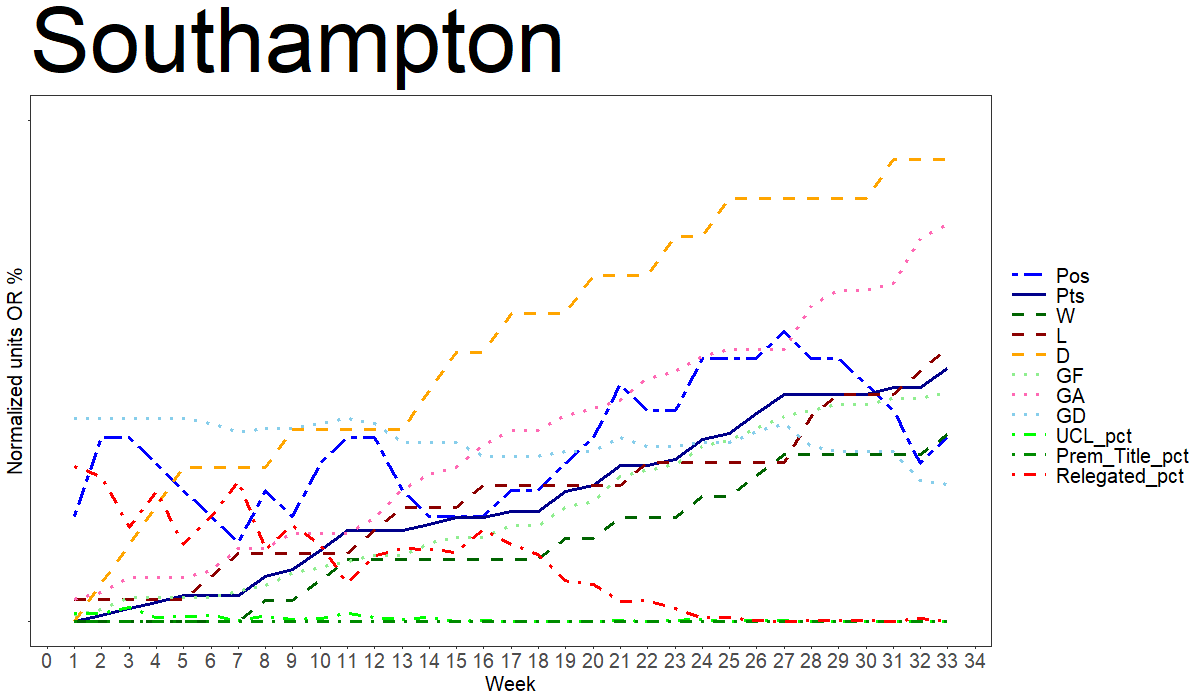 Southampton
Normalized units OR %
0 1 2 3 4 5 6 7 8 9 10 11 12 13 14 15 16 17 18 19 20 21 22 23 24 25 26 27 28 29 30 31 32 33 34
Week
Pos
Pts
W
L
D
GF
GA
GD
UCL_pct
Prem_Title_pct
Relegated_pct